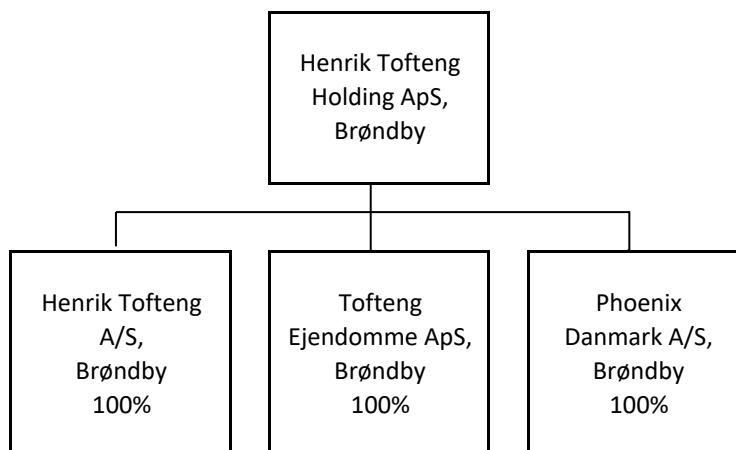 Henrik Tofteng
Holding ApS,
Brøndby
Henrik Tofteng
A/S,
Brøndby
100%
Tofteng
Ejendomme ApS,
Brøndby
100%
Phoenix
Danmark A/S,
Brøndby
100%